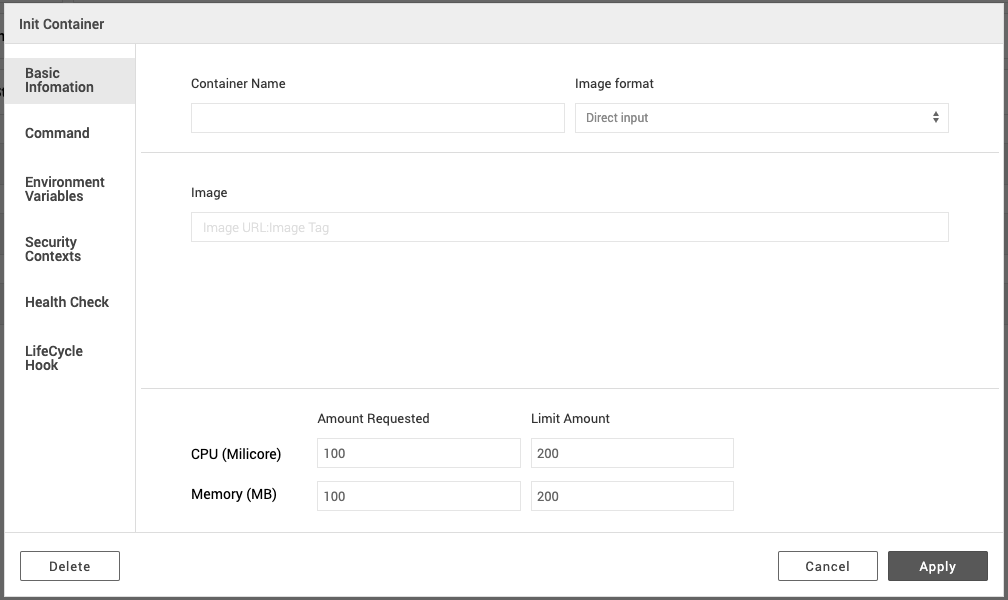 Init Container
Basic
Infomation
Command
Environment
Variables
Security
Contexts
Health Check
LifeCycle
Hook
Container Name
Image format
Direct input
Image
Image URL:Image Tag
Amount Requested
Limit Amount
CPU (Milicore)
100
200
Memory (MB)
100
200
Delete
Cancel
Apply